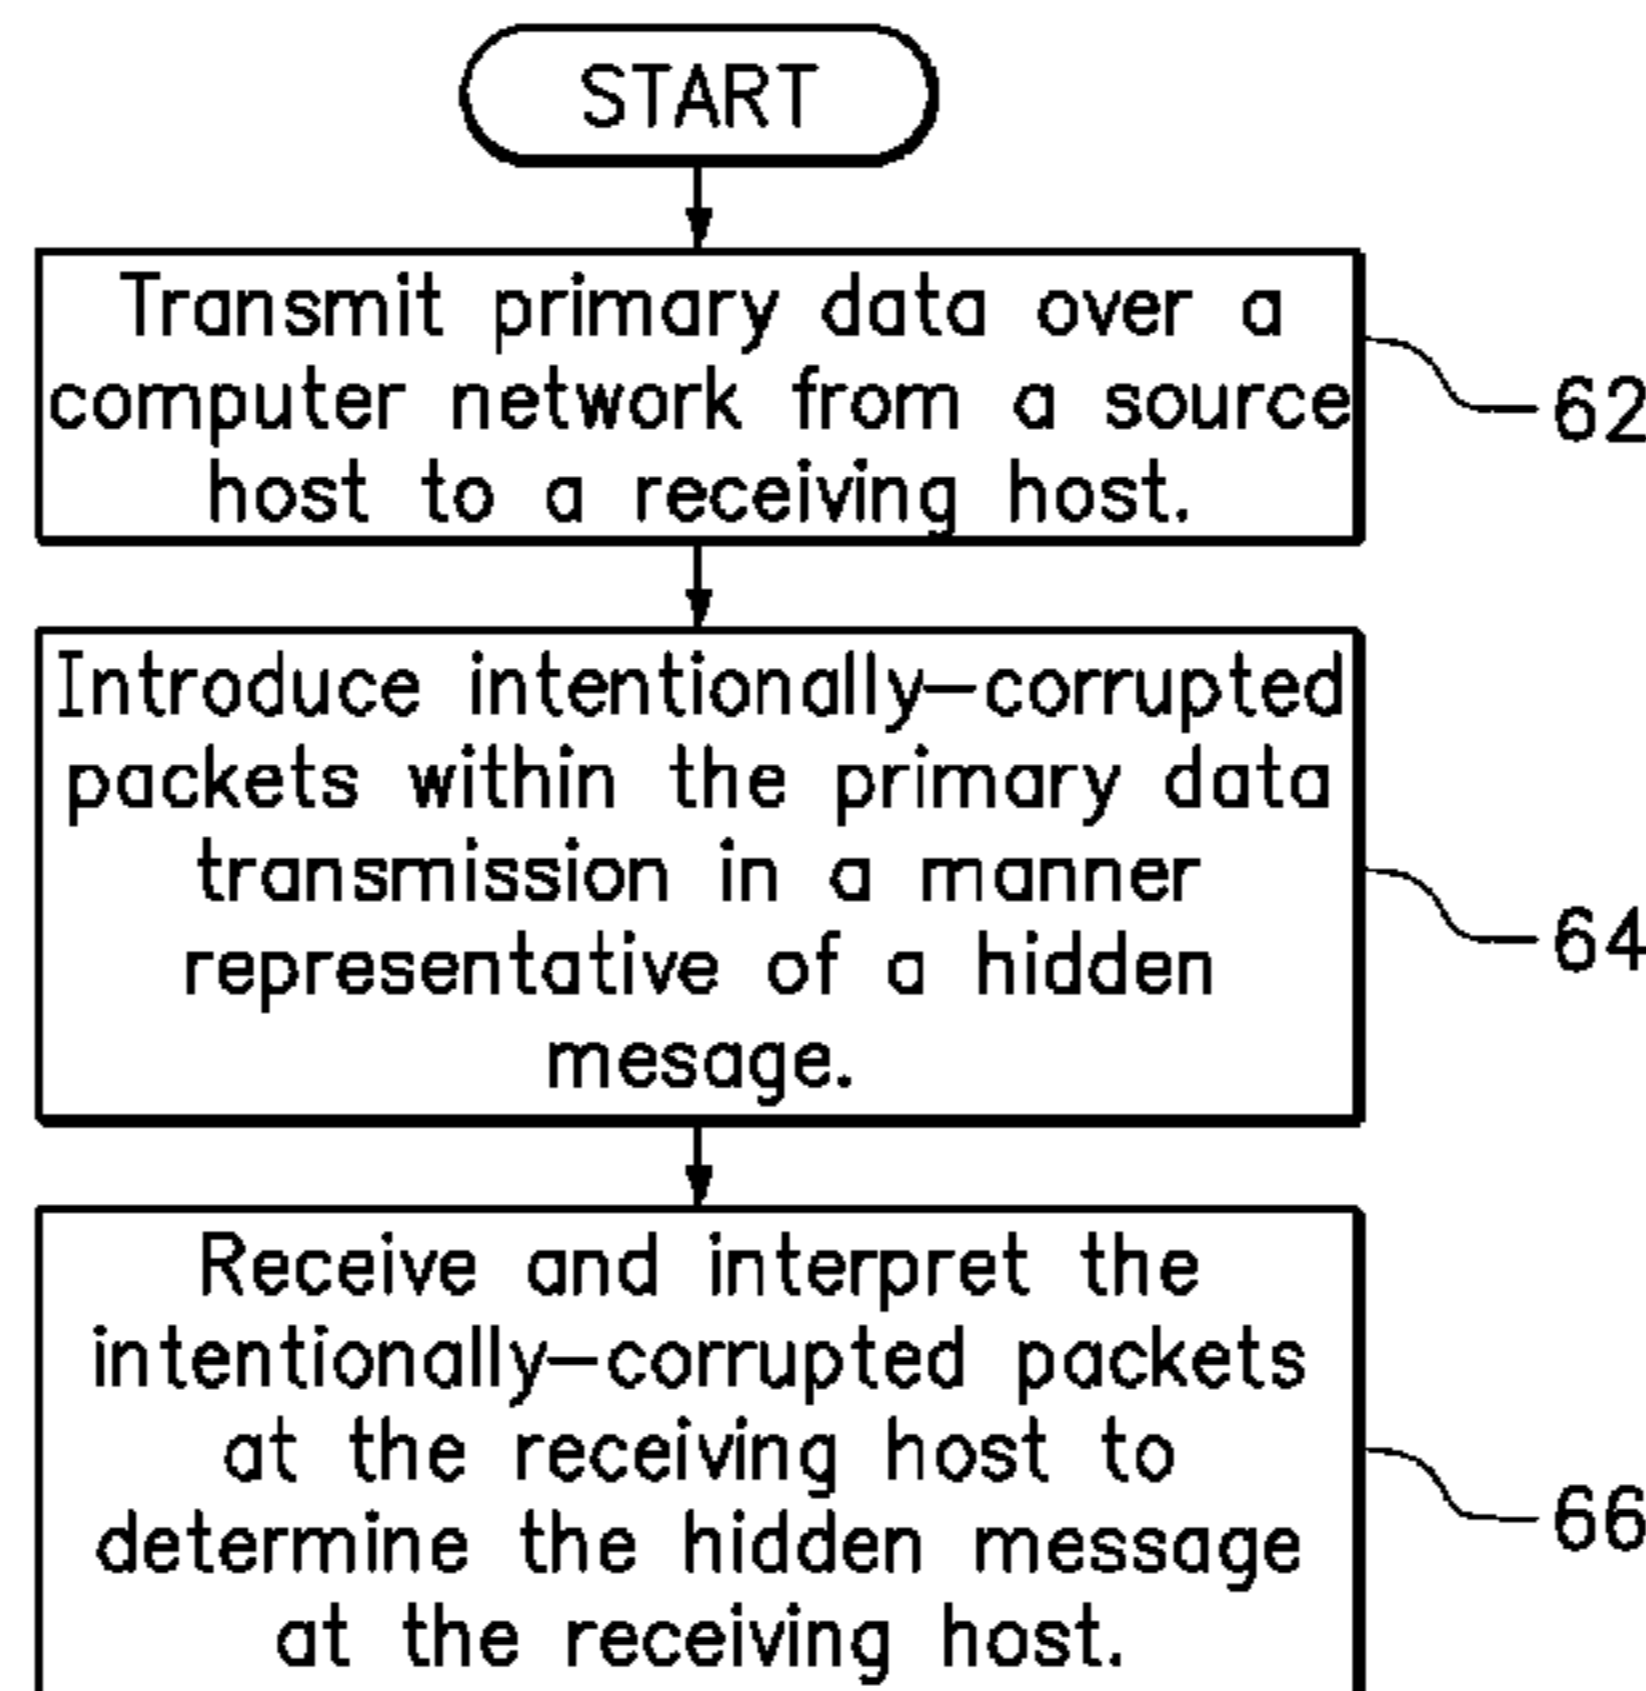 START
Transmit primary data over a
computer network from a source
host to a receiving host.
62
Introduce intentionally-corrupted
packets within the primary data
transmission in a manner
representative of a hidden
mesage.
64
Receive and interpret the
intentionally-corrupted packets
at the receiving host to
determine the hidden message
at the receiving host.
66